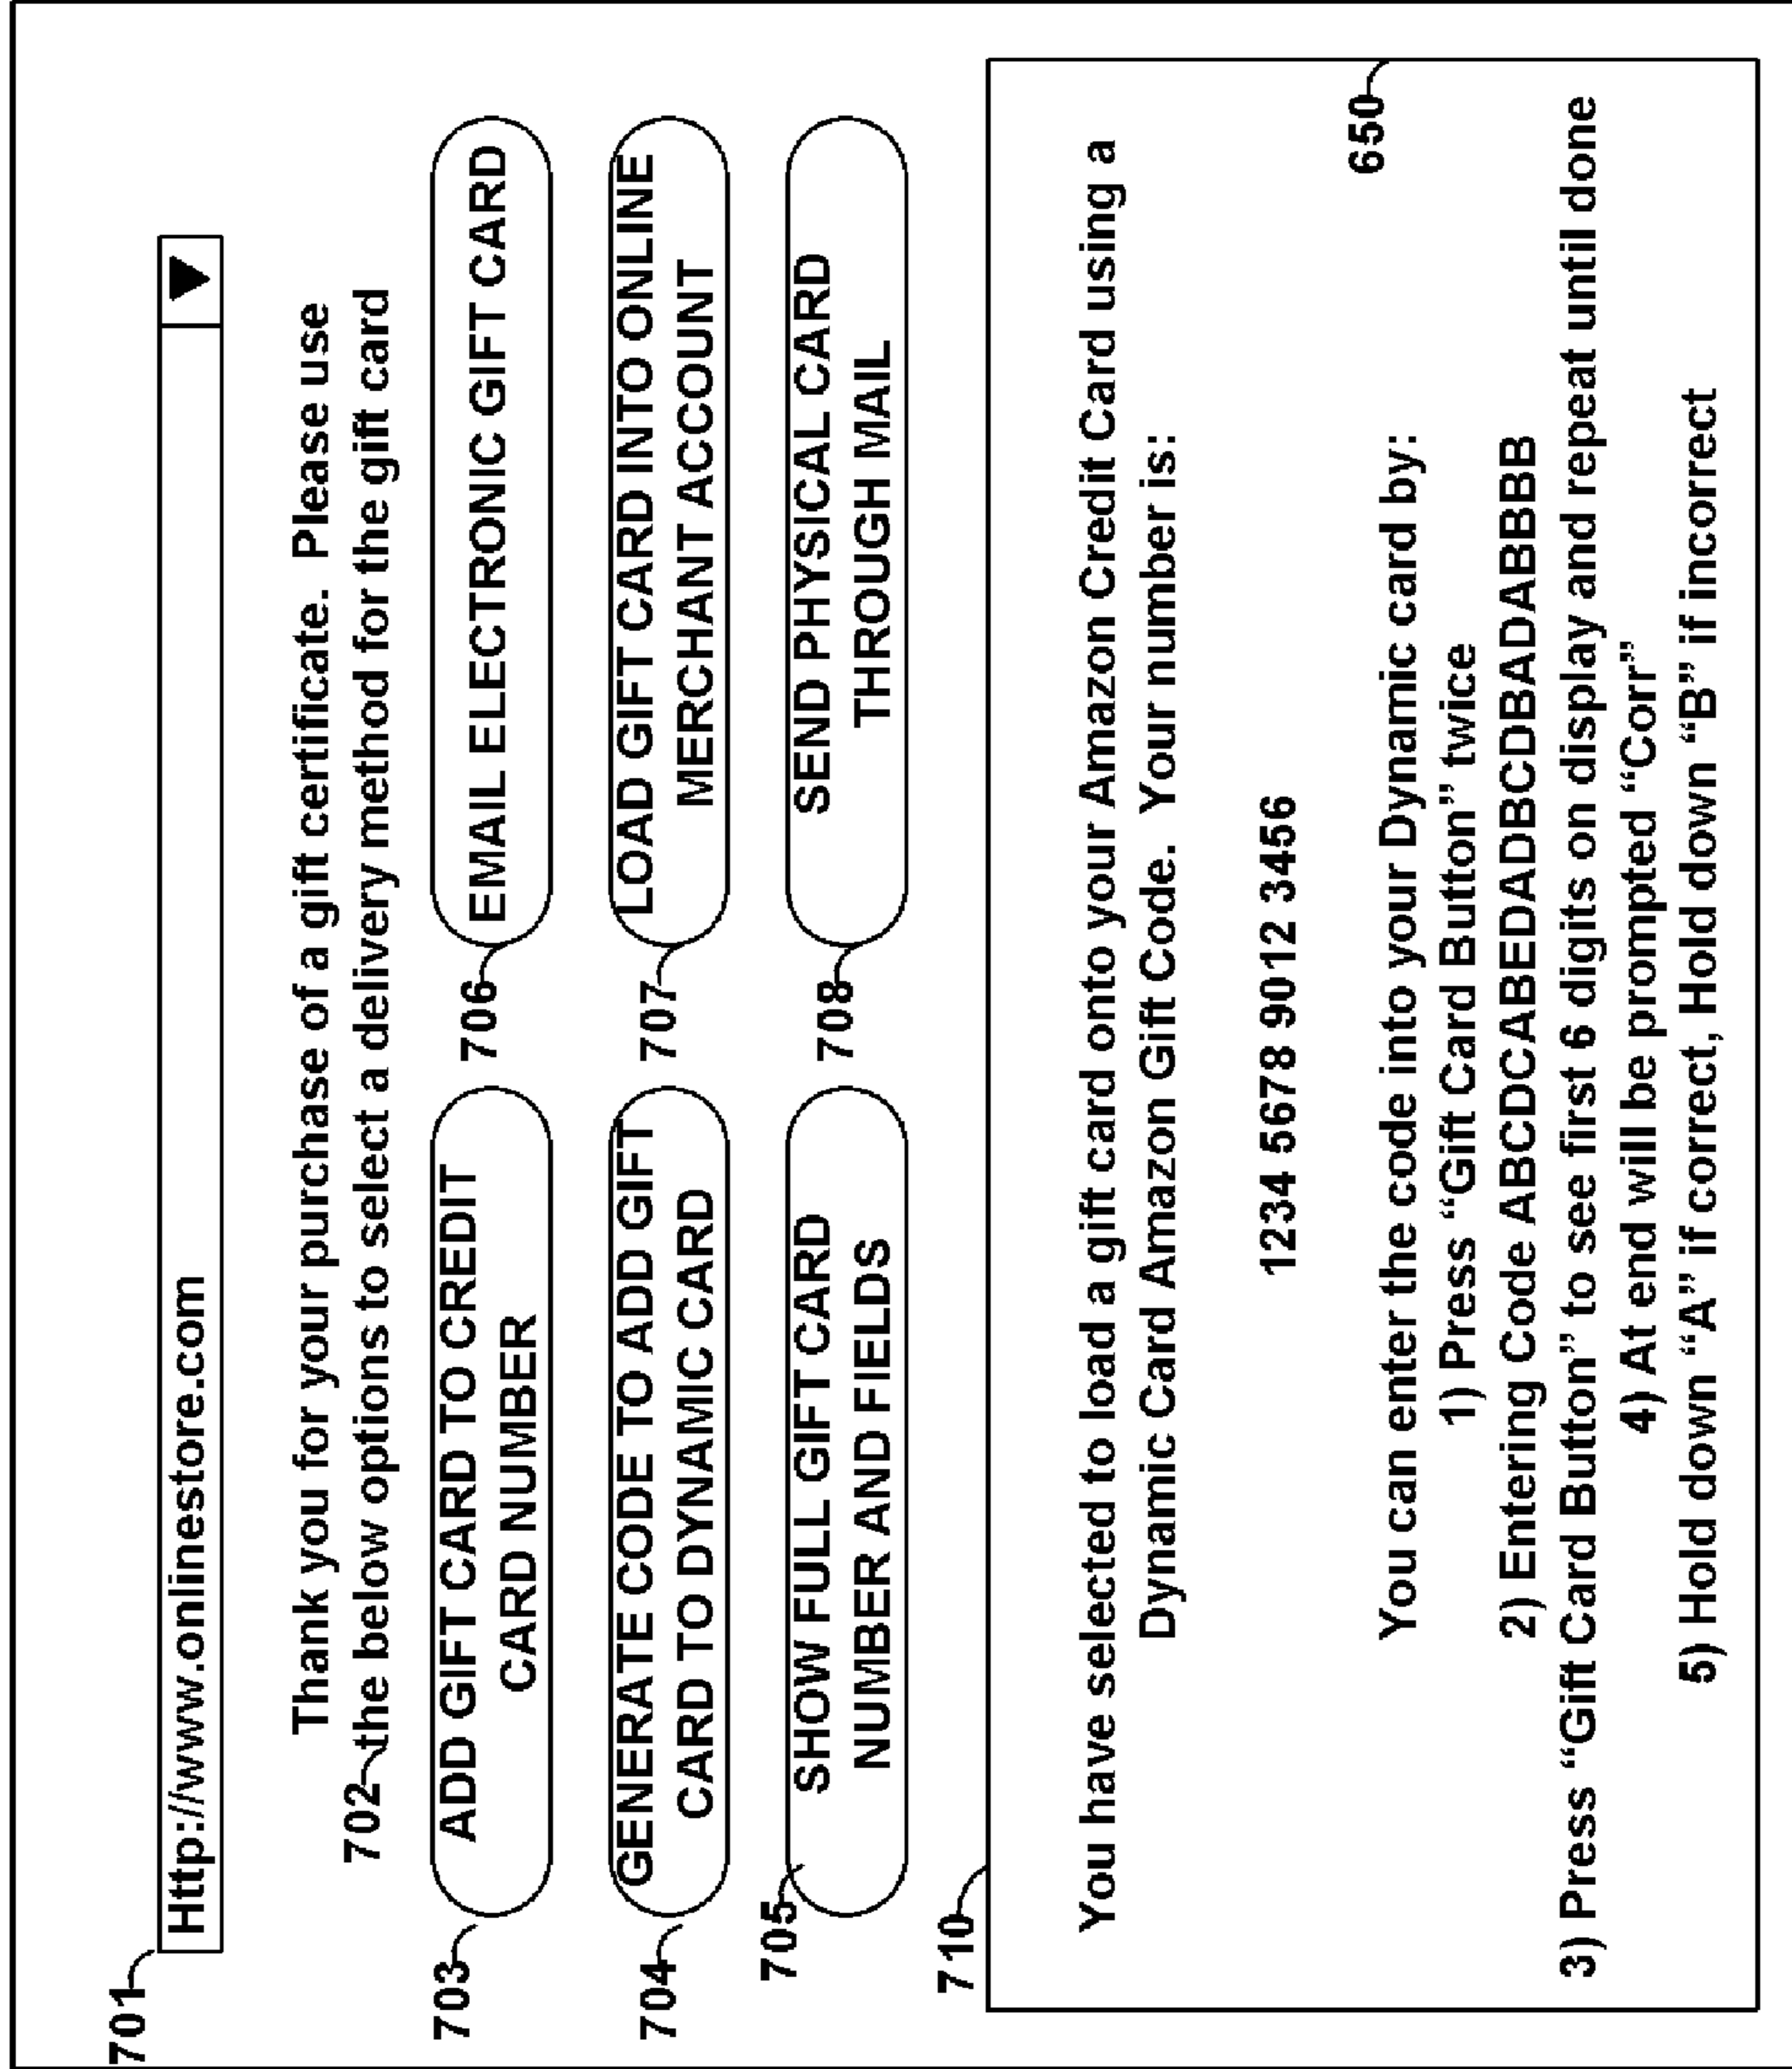 701
Http://www.onlinestore.com
Thank you for your purchase of a gift certificate. Please use
702 the below options to select a delivery method for the gift card
703
ADD GIFT CARD TO CREDIT
CARD NUMBER
706
EMAIL ELECTRONIC GIFT CARD
704
GENERATE CODE TO ADD GIFT
CARD TO DYNAMIC CARD
707
LOAD GIFT CARD INTO ONLINE
MERCHANT ACCOUNT
705
SHOW FULL GIFT CARD
NUMBER AND FIELDS
708
SEND PHYSICAL CARD
THROUGH MAIL
710
You have selected to load a gift card onto your Amazon Credit Card using a
Dynamic Card Amazon Gift Code. Your number is:
1234 5678 9012 3456
650
You can enter the code into your Dynamic card by:
1) Press “Gift Card Button” twice
2) Entering Code ABCDCABEDADBCDBADABBBB
3) Press “Gift Card Button” to see first 6 digits on display and repeat until done
4) At end will be prompted “Corr”
5) Hold down “A” if correct, Hold down “B” if incorrect